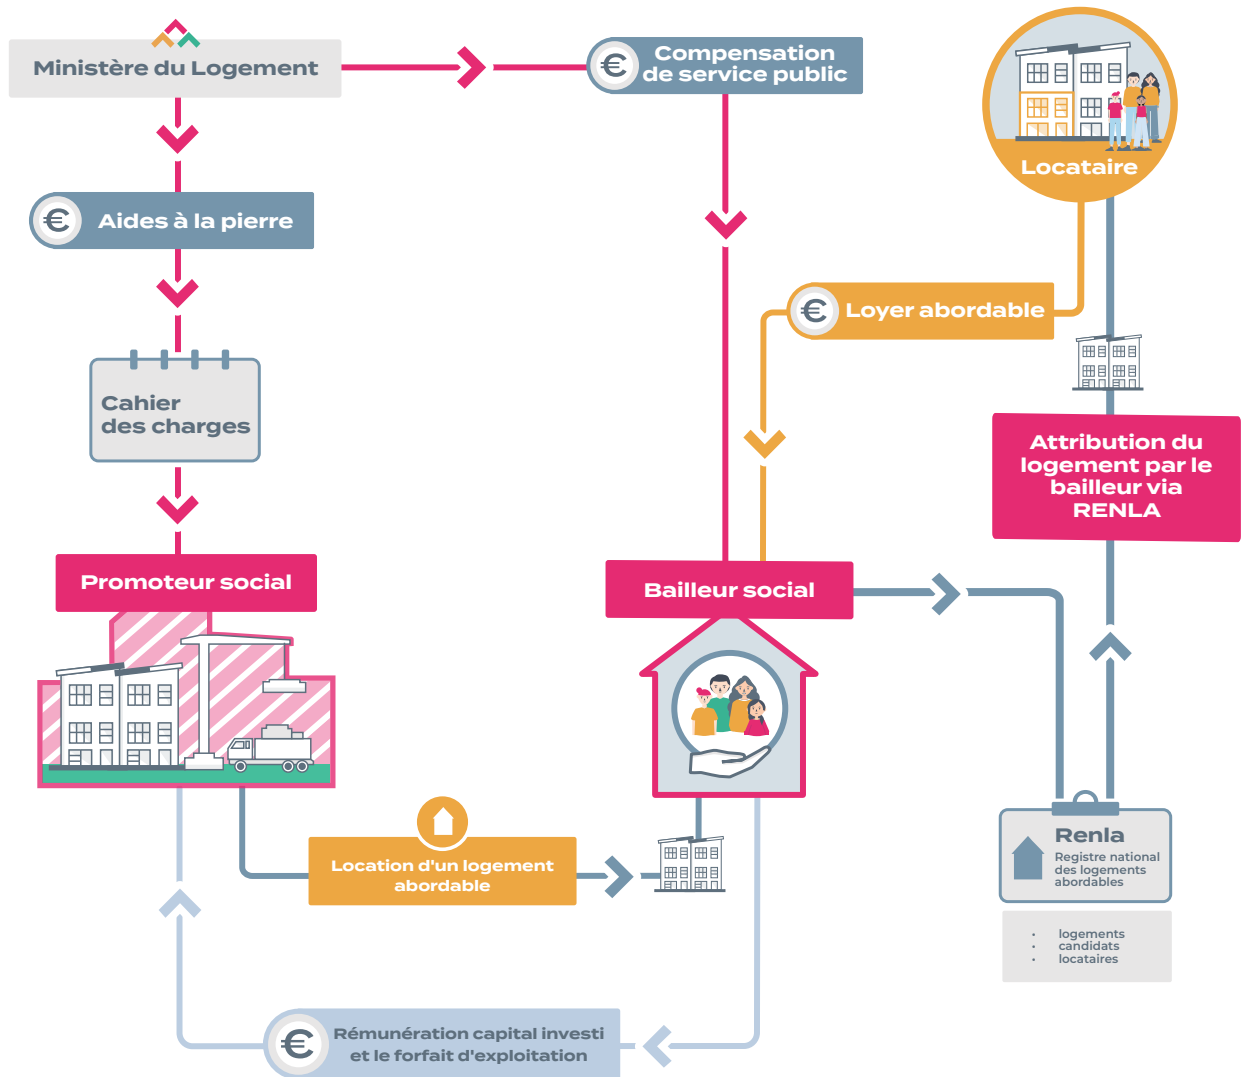 Ministère du Logement
Compensation
de service public
Locataire
Aides à la pierre
Loyer abordable
Cahier
des charges
Attribution du
logement par le
bailleur via
RENLA
Promoteur social
Bailleur social
Location d'un logement
abordable
Renla
Registre national
des logements
abordables
• logements
• candidats
• locataires
Rémunération capital investi
et le forfait d'exploitation